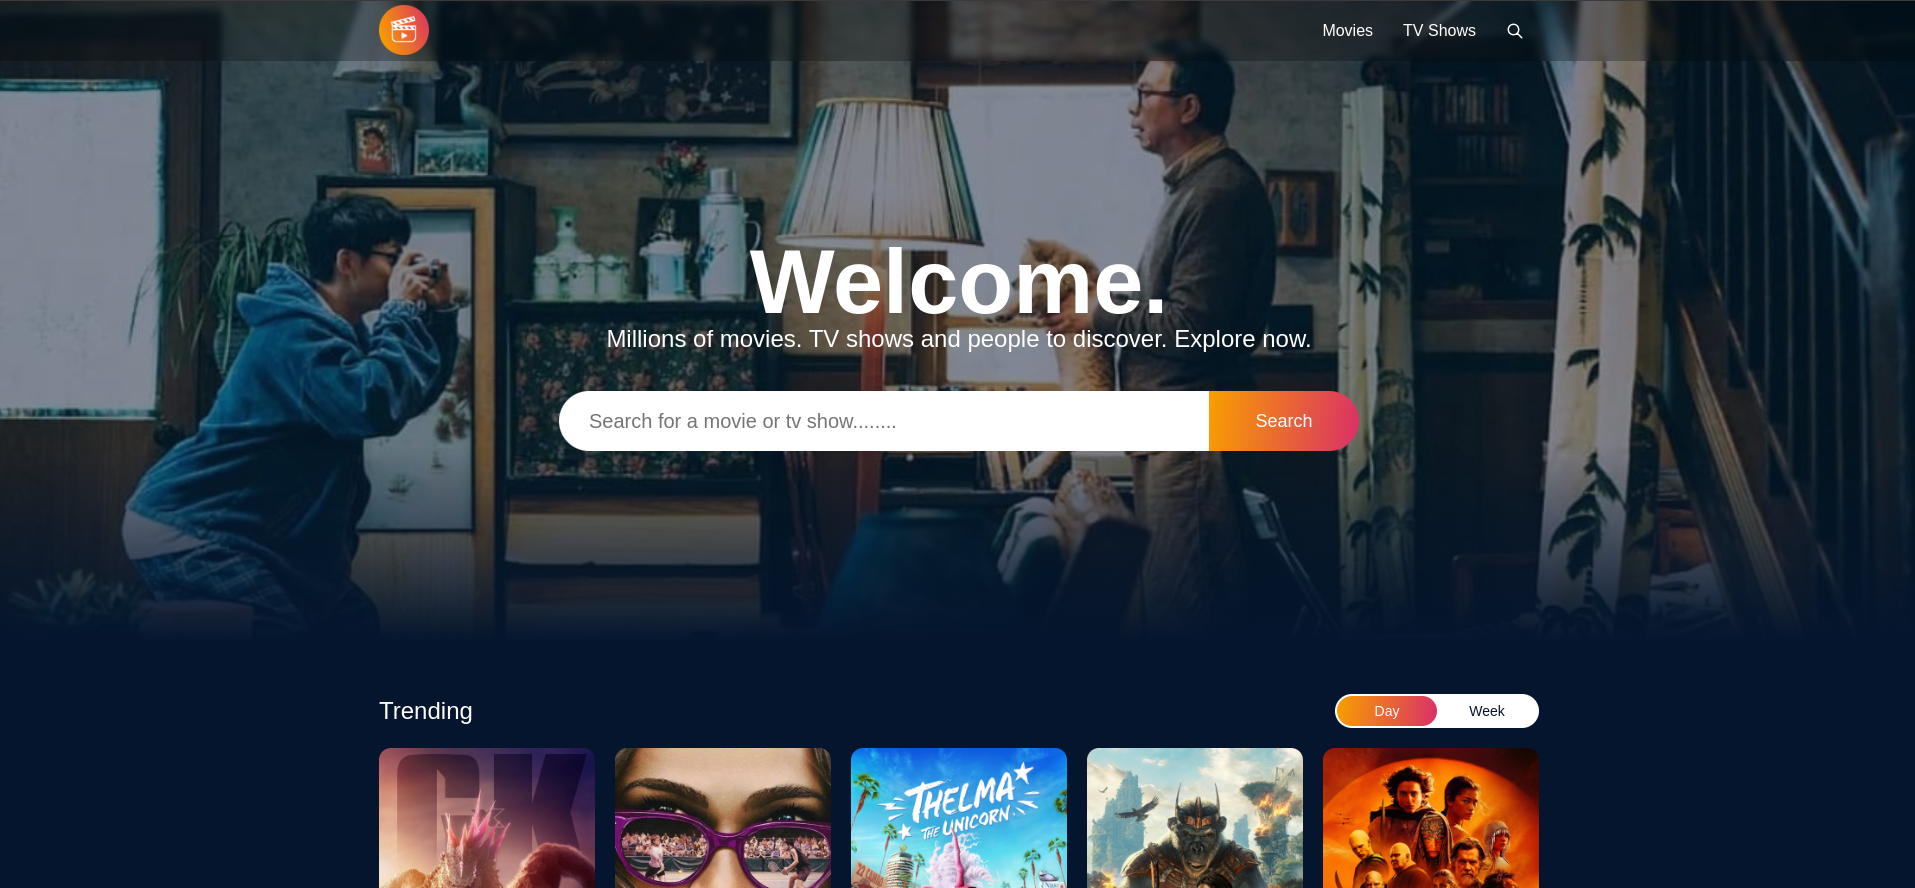 Movies TV Shows
Welcome.
Millions of movies. TV shows and people to discover. Explore now.
Search for a movie or tv show........ Search
Trending Day Week
GK
THELMA
THE UNICORN